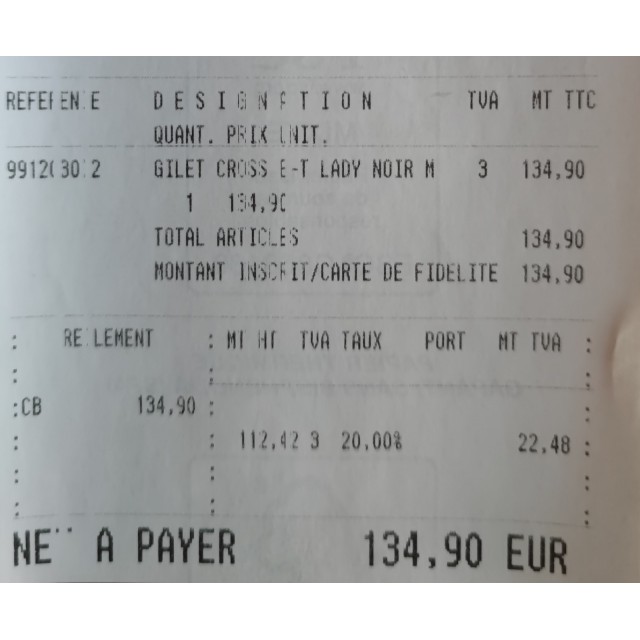 REFERENCE DESIGNATION TVA MT TTC
QUANT. PRIX UNIT.
GILET CROSS E-T LADY NOIR M 3 134,90
1 134,90
TOTAL ARTICLES 134,90
MONTANT INSCRIT/CARTE DE FIDELITE 134,90
: REGLEMENT : MT HT TVA TAUX PORT MT TVA :
: : :
:CB 134,90 : :
: : 112,42 3 20,00% 22,48 :
: : :
: : :
NET A PAYER 134,90 EUR